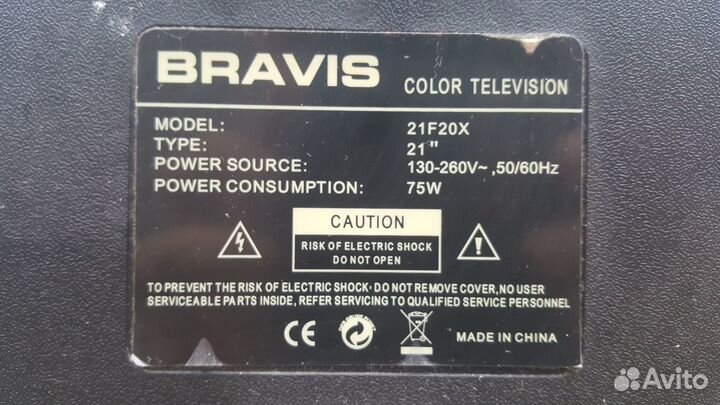 BRAVIS COLOR TELEVISION
MODEL: 21F20X
TYPE: 21"
POWER SOURCE: 130-260V~ ,50/60Hz
POWER CONSUMPTION: 75W
CAUTION
RISK OF ELECTRIC SHOCK
DO NOT OPEN
TO PREVENT THE RISK OF ELECTRIC SHOCK, DO NOT REMOVE COVER, NO USER
SERVICEABLE PARTS INSIDE, REFER SERVICING TO QUALIFIED SERVICE PERSONNEL
CE
MADE IN CHINA
Avito